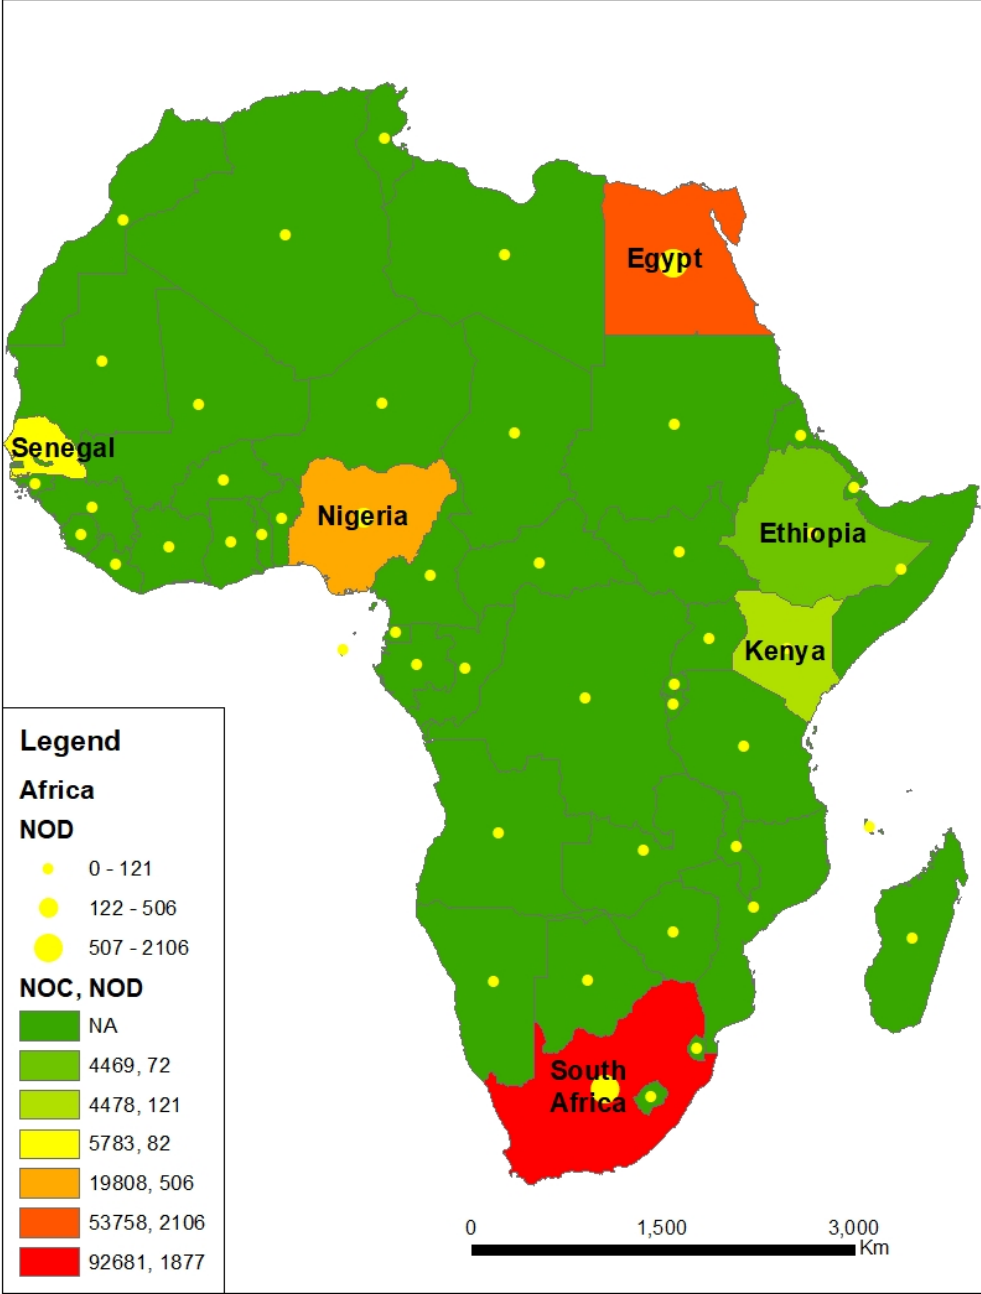 Egypt
Senegal
Nigeria
Ethiopia
Kenya
South
Africa
Legend
Africa
NOD
0 - 121
122 - 506
507 - 2106
NOC, NOD
NA
4469, 72
4478, 121
5783, 82
19808, 506
53758, 2106
92681, 1877
0 1,500 3,000
Km